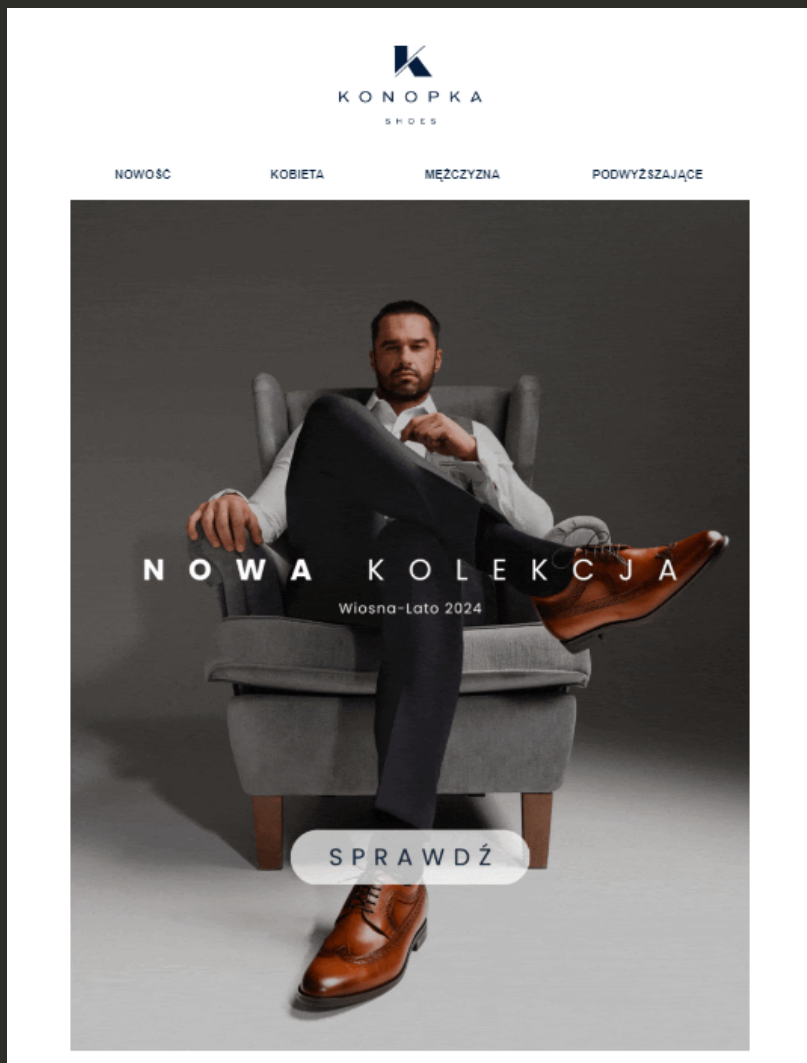 KONOPKA
SHOES
NOWOŚĆ KOBIETA MĘŻCZYZNA PODWYŻSZAJĄCE
NOWA KOLEKCJA
Wiosna-Lato 2024
SPRAWDŹ